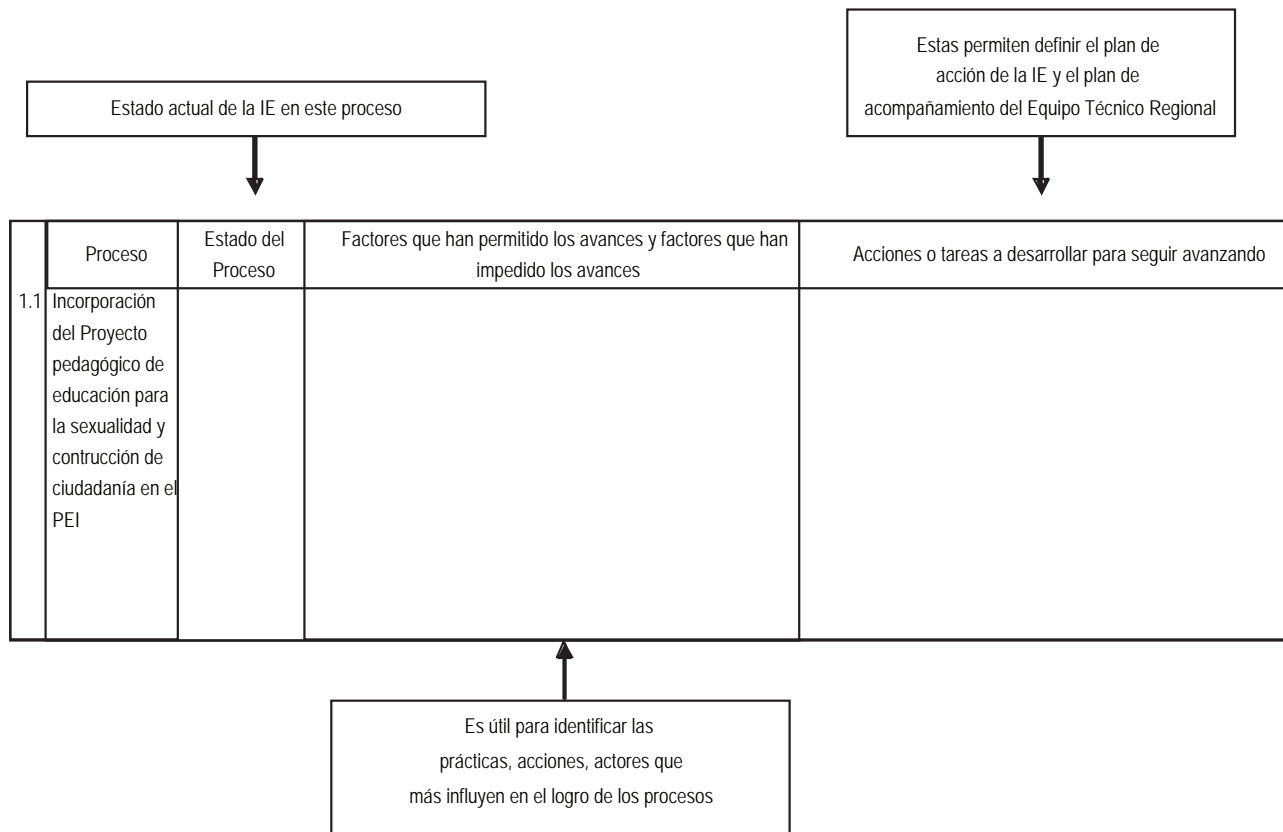 Estas permiten definir el plan de
acción de la IE y el plan de
acompañamiento del Equipo Técnico Regional
Estado actual de la IE en este proceso
Proceso
Estado del
Proceso
Factores que han permitido los avances y factores que han
impedido los avances
Acciones o tareas a desarrollar para seguir avanzando
1.1
Incorporación
del Proyecto
pedagógico de
educación para
la sexualidad y
contrucción de
ciudadanía en el
PEI
Es útil para identificar las
prácticas, acciones, actores que
más influyen en el logro de los procesos